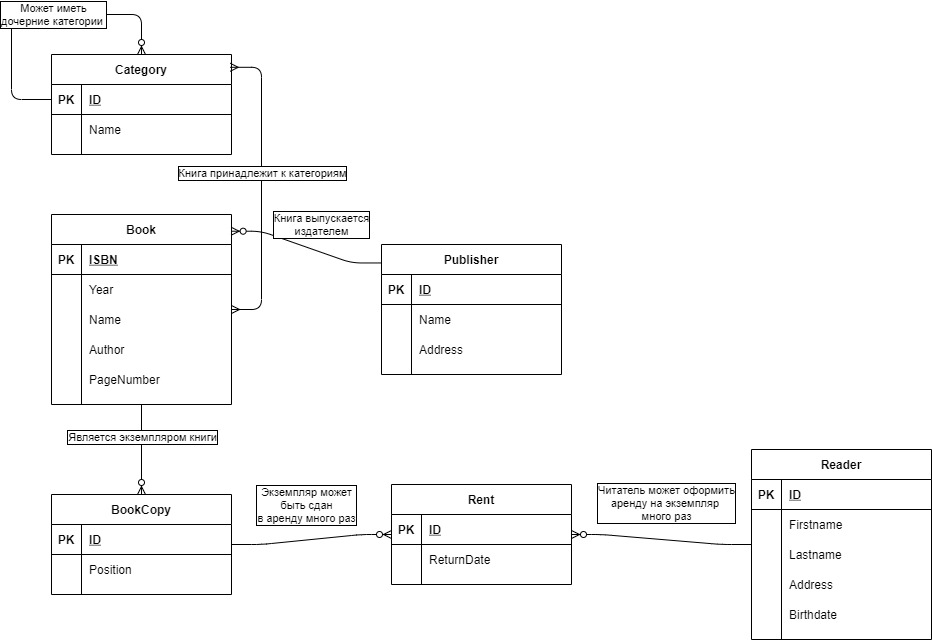 Может иметь
дочерние категории
Category
PK ID
Name
Книга принадлежит к категориям
Book
PK ISBN
Year
Name
Author
PageNumber
Книга выпускается
издателем
Publisher
PK ID
Name
Address
Является экземпляром книги
BookCopy
PK ID
Position
Экземпляр может
быть сдан
в аренду много раз
Rent
PK ID
ReturnDate
Читатель может оформить
аренду на экземпляр
много раз
Reader
PK ID
Firstname
Lastname
Address
Birthdate